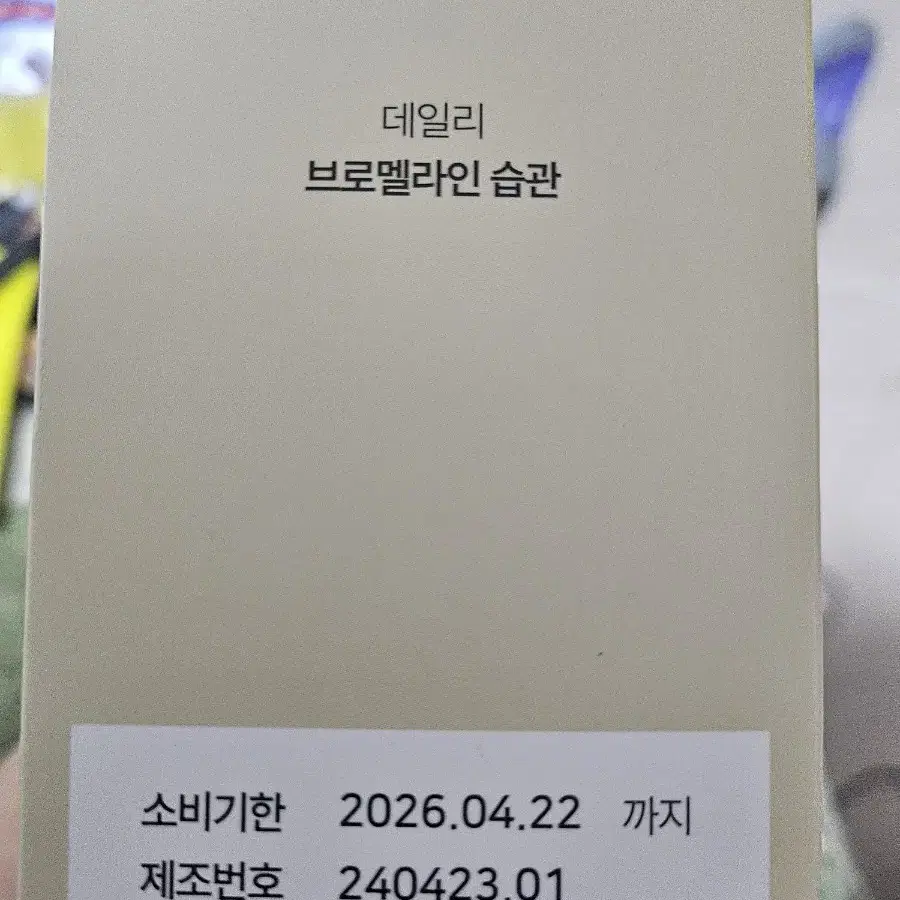 데일리
브로멜라인 습관
소비기한 2026.04.22 까지
제조번호 240423.01